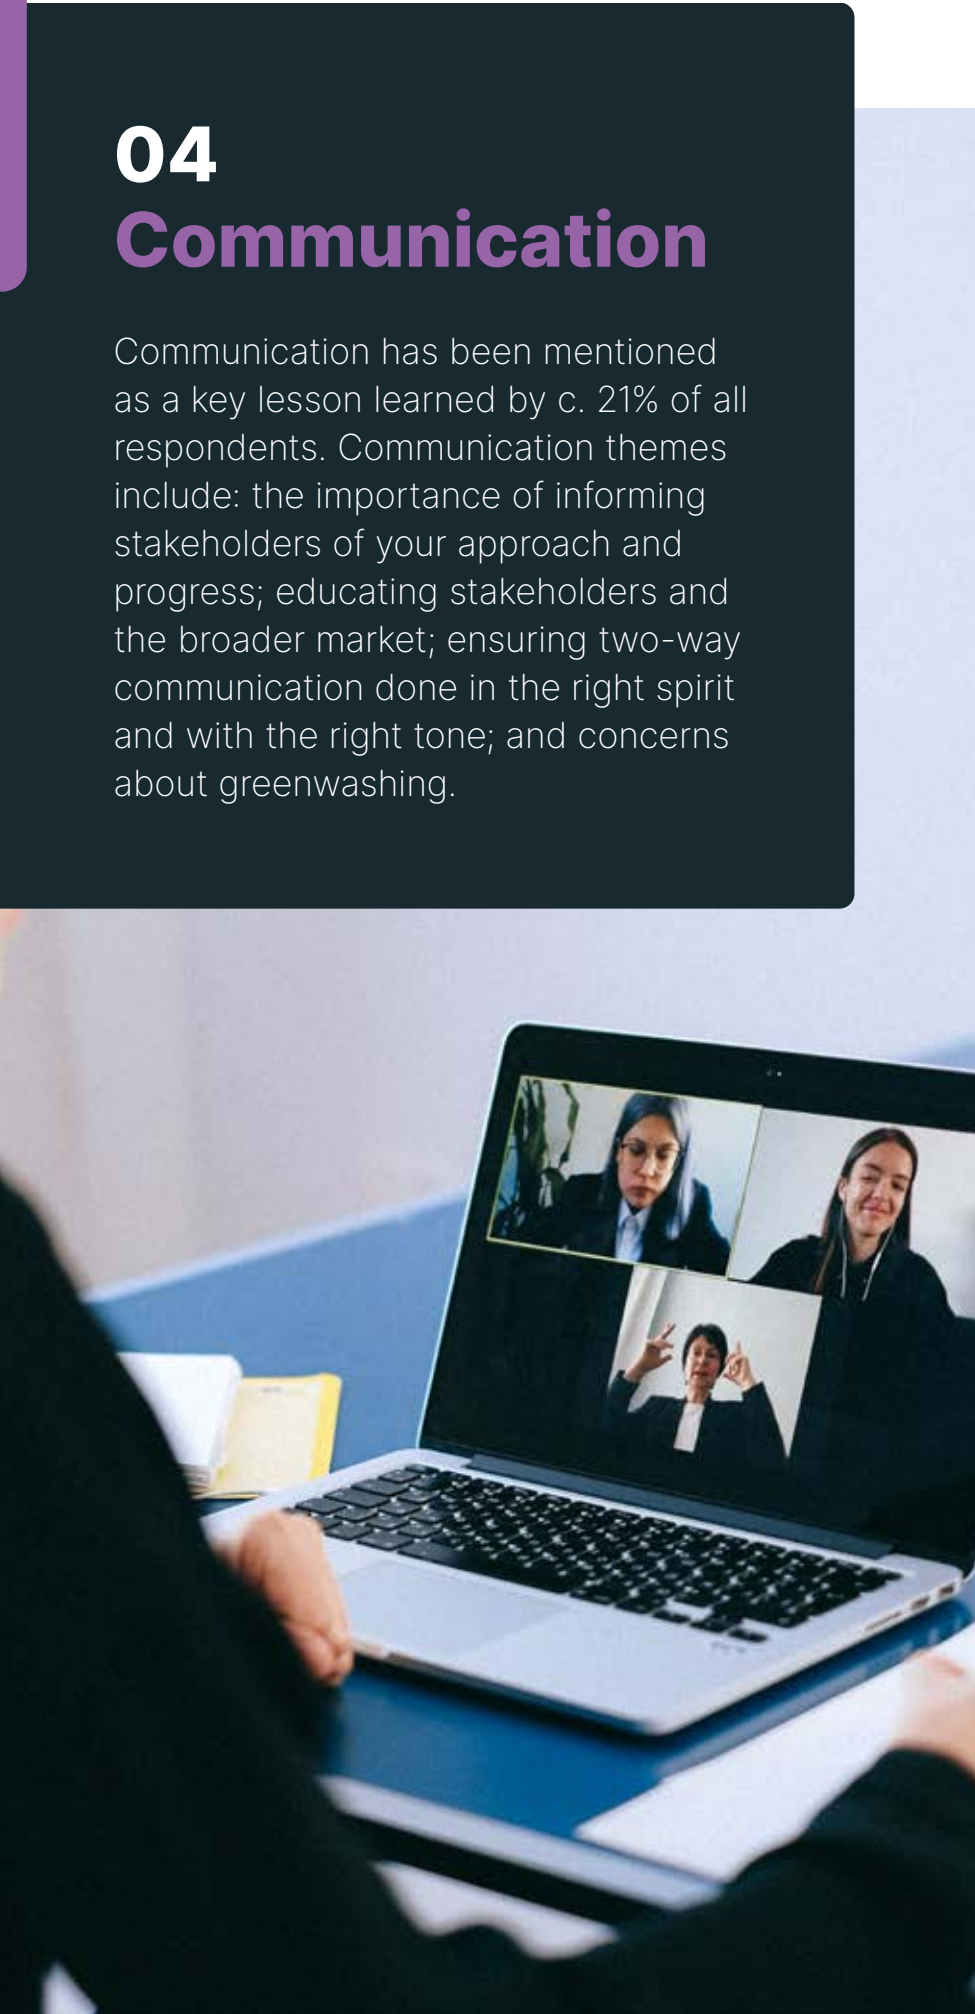 04
Communication
Communication has been mentioned
as a key lesson learned by c. 21% of all
respondents. Communication themes
include: the importance of informing
stakeholders of your approach and
progress; educating stakeholders and
the broader market; ensuring two-way
communication done in the right spirit
and with the right tone; and concerns
about greenwashing.